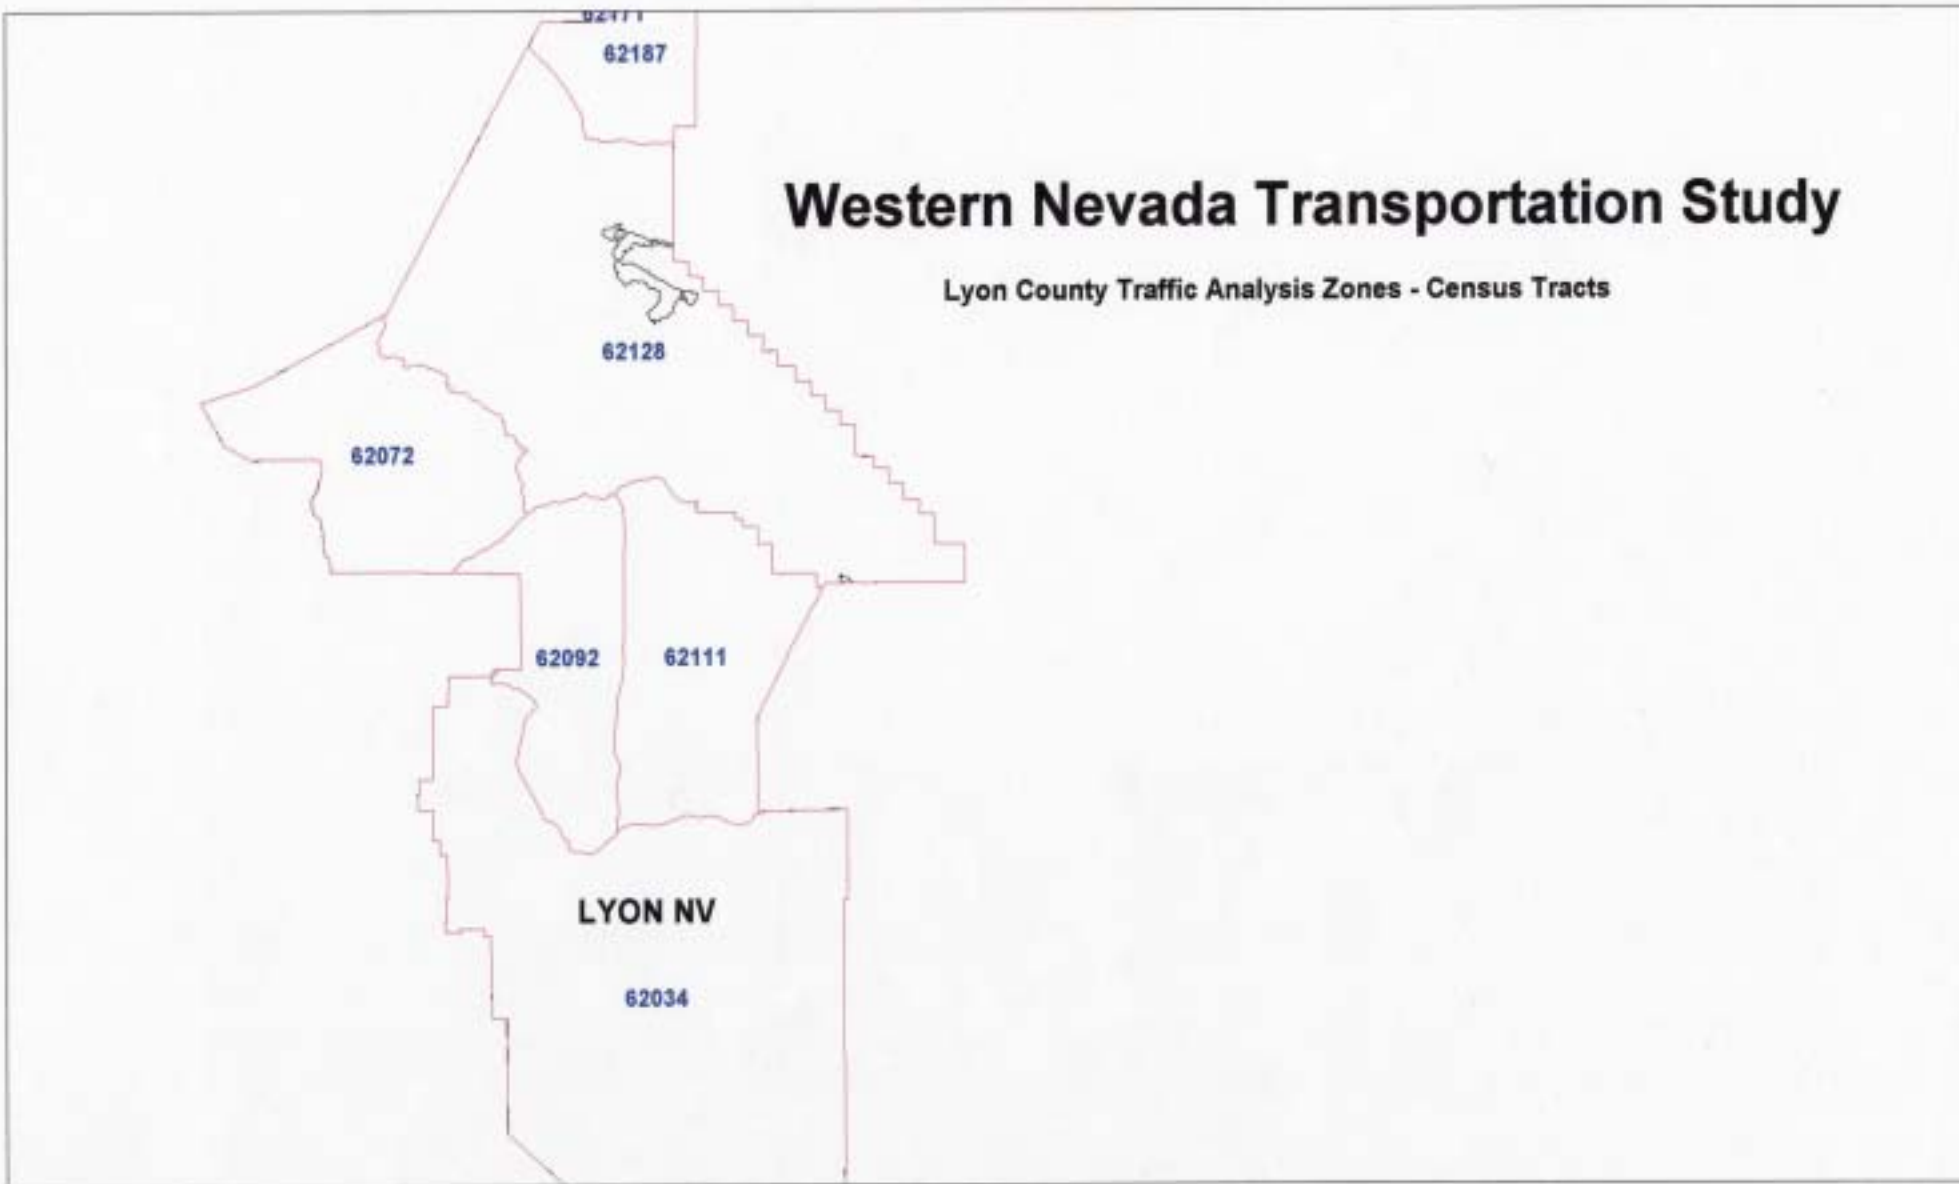 62187
Western Nevada Transportation Study
Lyon County Traffic Analysis Zones - Census Tracts
62128
62072
62092
62111
LYON NV
62034